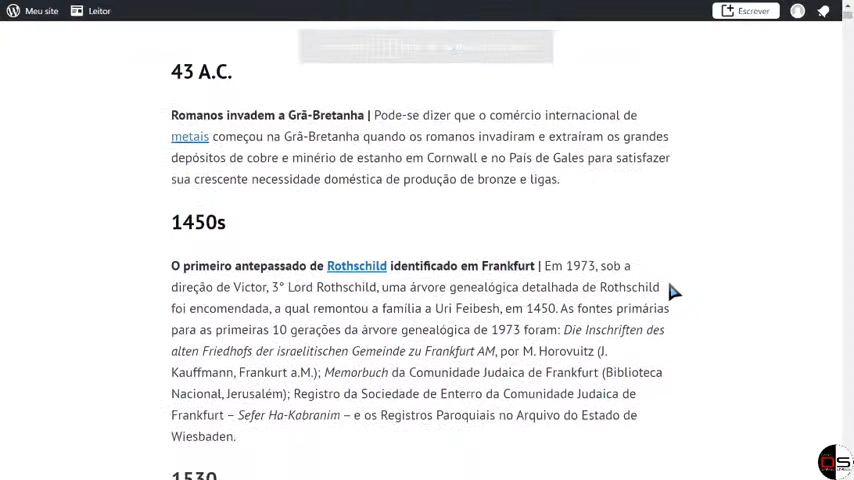 Meu site Leitor Escrever
43 A.C.
Romanos invadem a Grã-Bretanha | Pode-se dizer que o comércio internacional de
metais começou na Grã-Bretanha quando os romanos invadiram e extraíram os grandes
depósitos de cobre e minério de estanho em Cornwall e no País de Gales para satisfazer
sua crescente necessidade doméstica de produção de bronze e ligas.
1450s
O primeiro antepassado de Rothschild identificado em Frankfurt | Em 1973, sob a
direção de Victor, 3° Lord Rothschild, uma árvore genealógica detalhada de Rothschild
foi encomendada, a qual remontou a família a Uri Feibesh, em 1450. As fontes primárias
para as primeiras 10 gerações da árvore genealógica de 1973 foram: Die Inschriften des
alten Friedhofs der israelitischen Gemeinde zu Frankfurt AM, por M. Horovuitz (J.
Kauffmann, Frankurt a.M.); Memorbuch da Comunidade Judaica de Frankfurt (Biblioteca
Nacional, Jerusalém); Registro da Sociedade de Enterro da Comunidade Judaica de
Frankfurt – Sefer Ha-Kabranim – e os Registros Paroquiais no Arquivo do Estado de
Wiesbaden.
1530